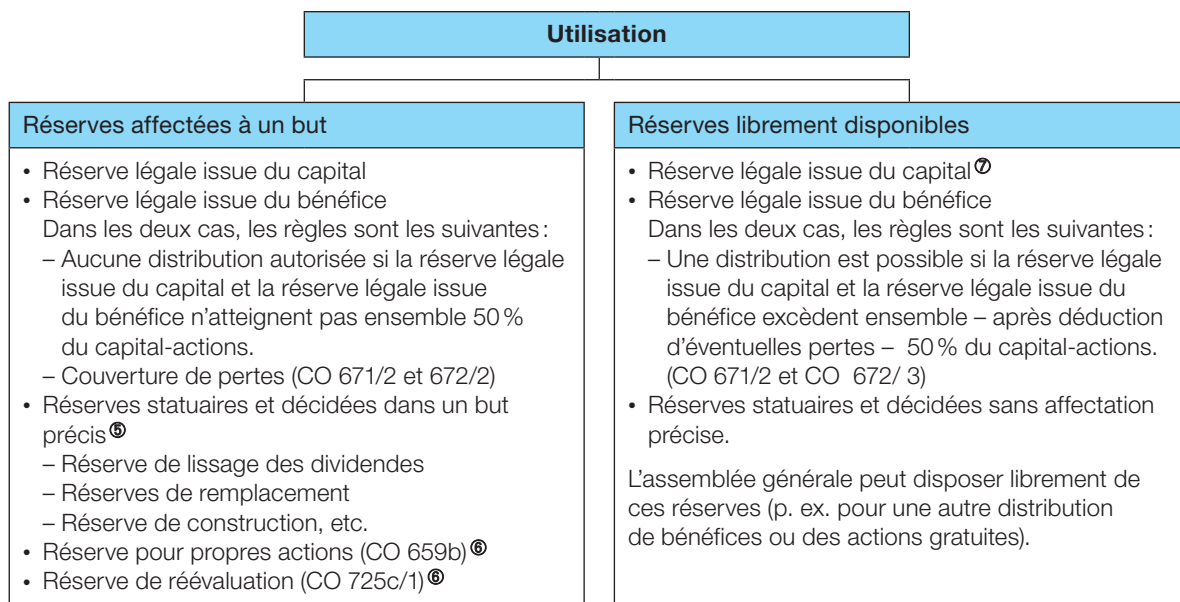 Utilisation
Réserves affectées à un but
• Réserve légale issue du capital
• Réserve légale issue du bénéfice
Dans les deux cas, les règles sont les suivantes :
– Aucune distribution autorisée si la réserve légale
issue du capital et la réserve légale issue
du bénéfice n’atteignent pas ensemble 50 %
du capital-actions.
– Couverture de pertes (CO 671/2 et 672/2)
• Réserves statuaires et décidées dans un but
précis⑤
– Réserve de lissage des dividendes
– Réserves de remplacement
– Réserve de construction, etc.
• Réserve pour propres actions (CO 659b)⑥
• Réserve de réévaluation (CO 725c/1)⑥
Réserves librement disponibles
• Réserve légale issue du capital⑦
• Réserve légale issue du bénéfice
Dans les deux cas, les règles sont les suivantes :
– Une distribution est possible si la réserve légale
issue du capital et la réserve légale issue du
bénéfice excèdent ensemble – après déduction
d’éventuelles pertes – 50 % du capital-actions.
(CO 671/2 et CO 672/ 3)
• Réserves statuaires et décidées sans affectation
précise.
L’assemblée générale peut disposer librement de
ces réserves (p. ex. pour une autre distribution
de bénéfices ou des actions gratuites).